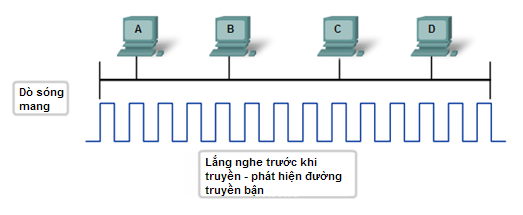 A
B
C
D
Dò sóng
mang
Lắng nghe trước khi
truyền - phát hiện đường
truyền bận